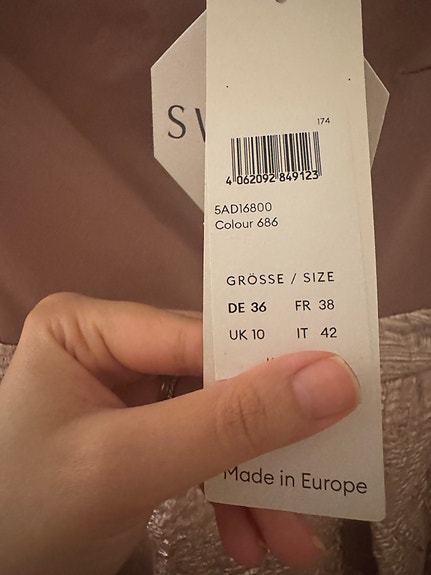 SW
174
4 062092 849123
5AD16800
Colour 686
GRÖSSE / SIZE
DE 36 FR 38
UK 10 IT 42
Made in Europe